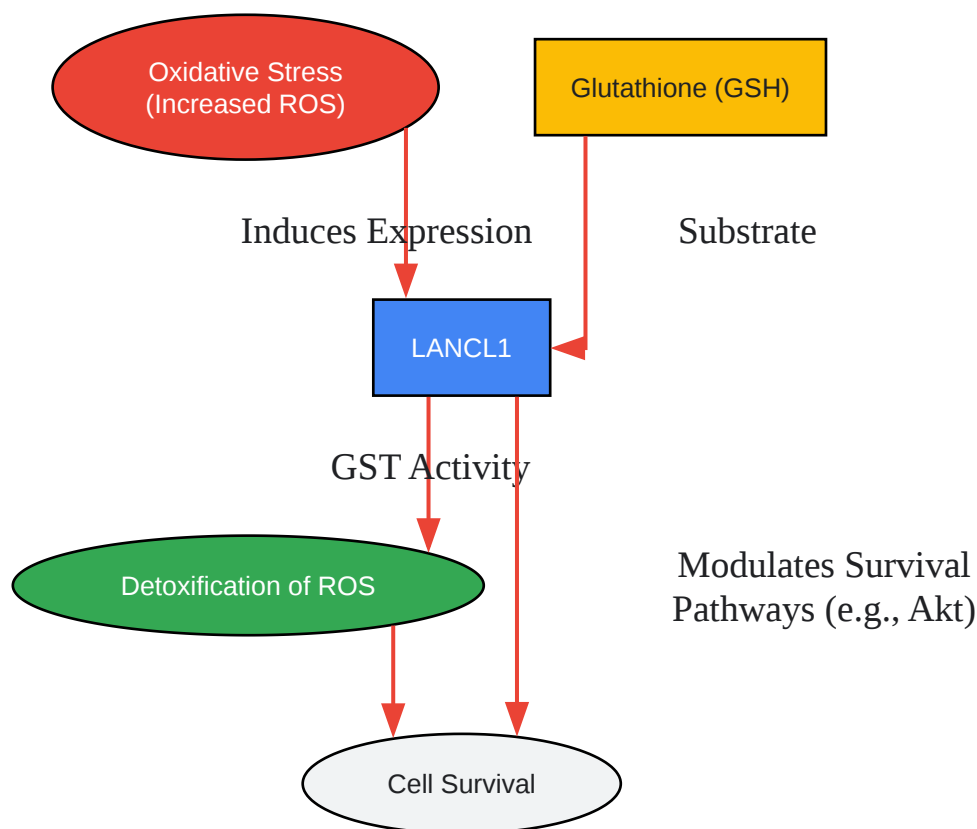 Oxidative Stress
(Increased ROS)
Glutathione (GSH)
Induces Expression
Substrate
LANCL1
GST Activity
Detoxification of ROS
Modulates Survival
Pathways (e.g., Akt)
Cell Survival